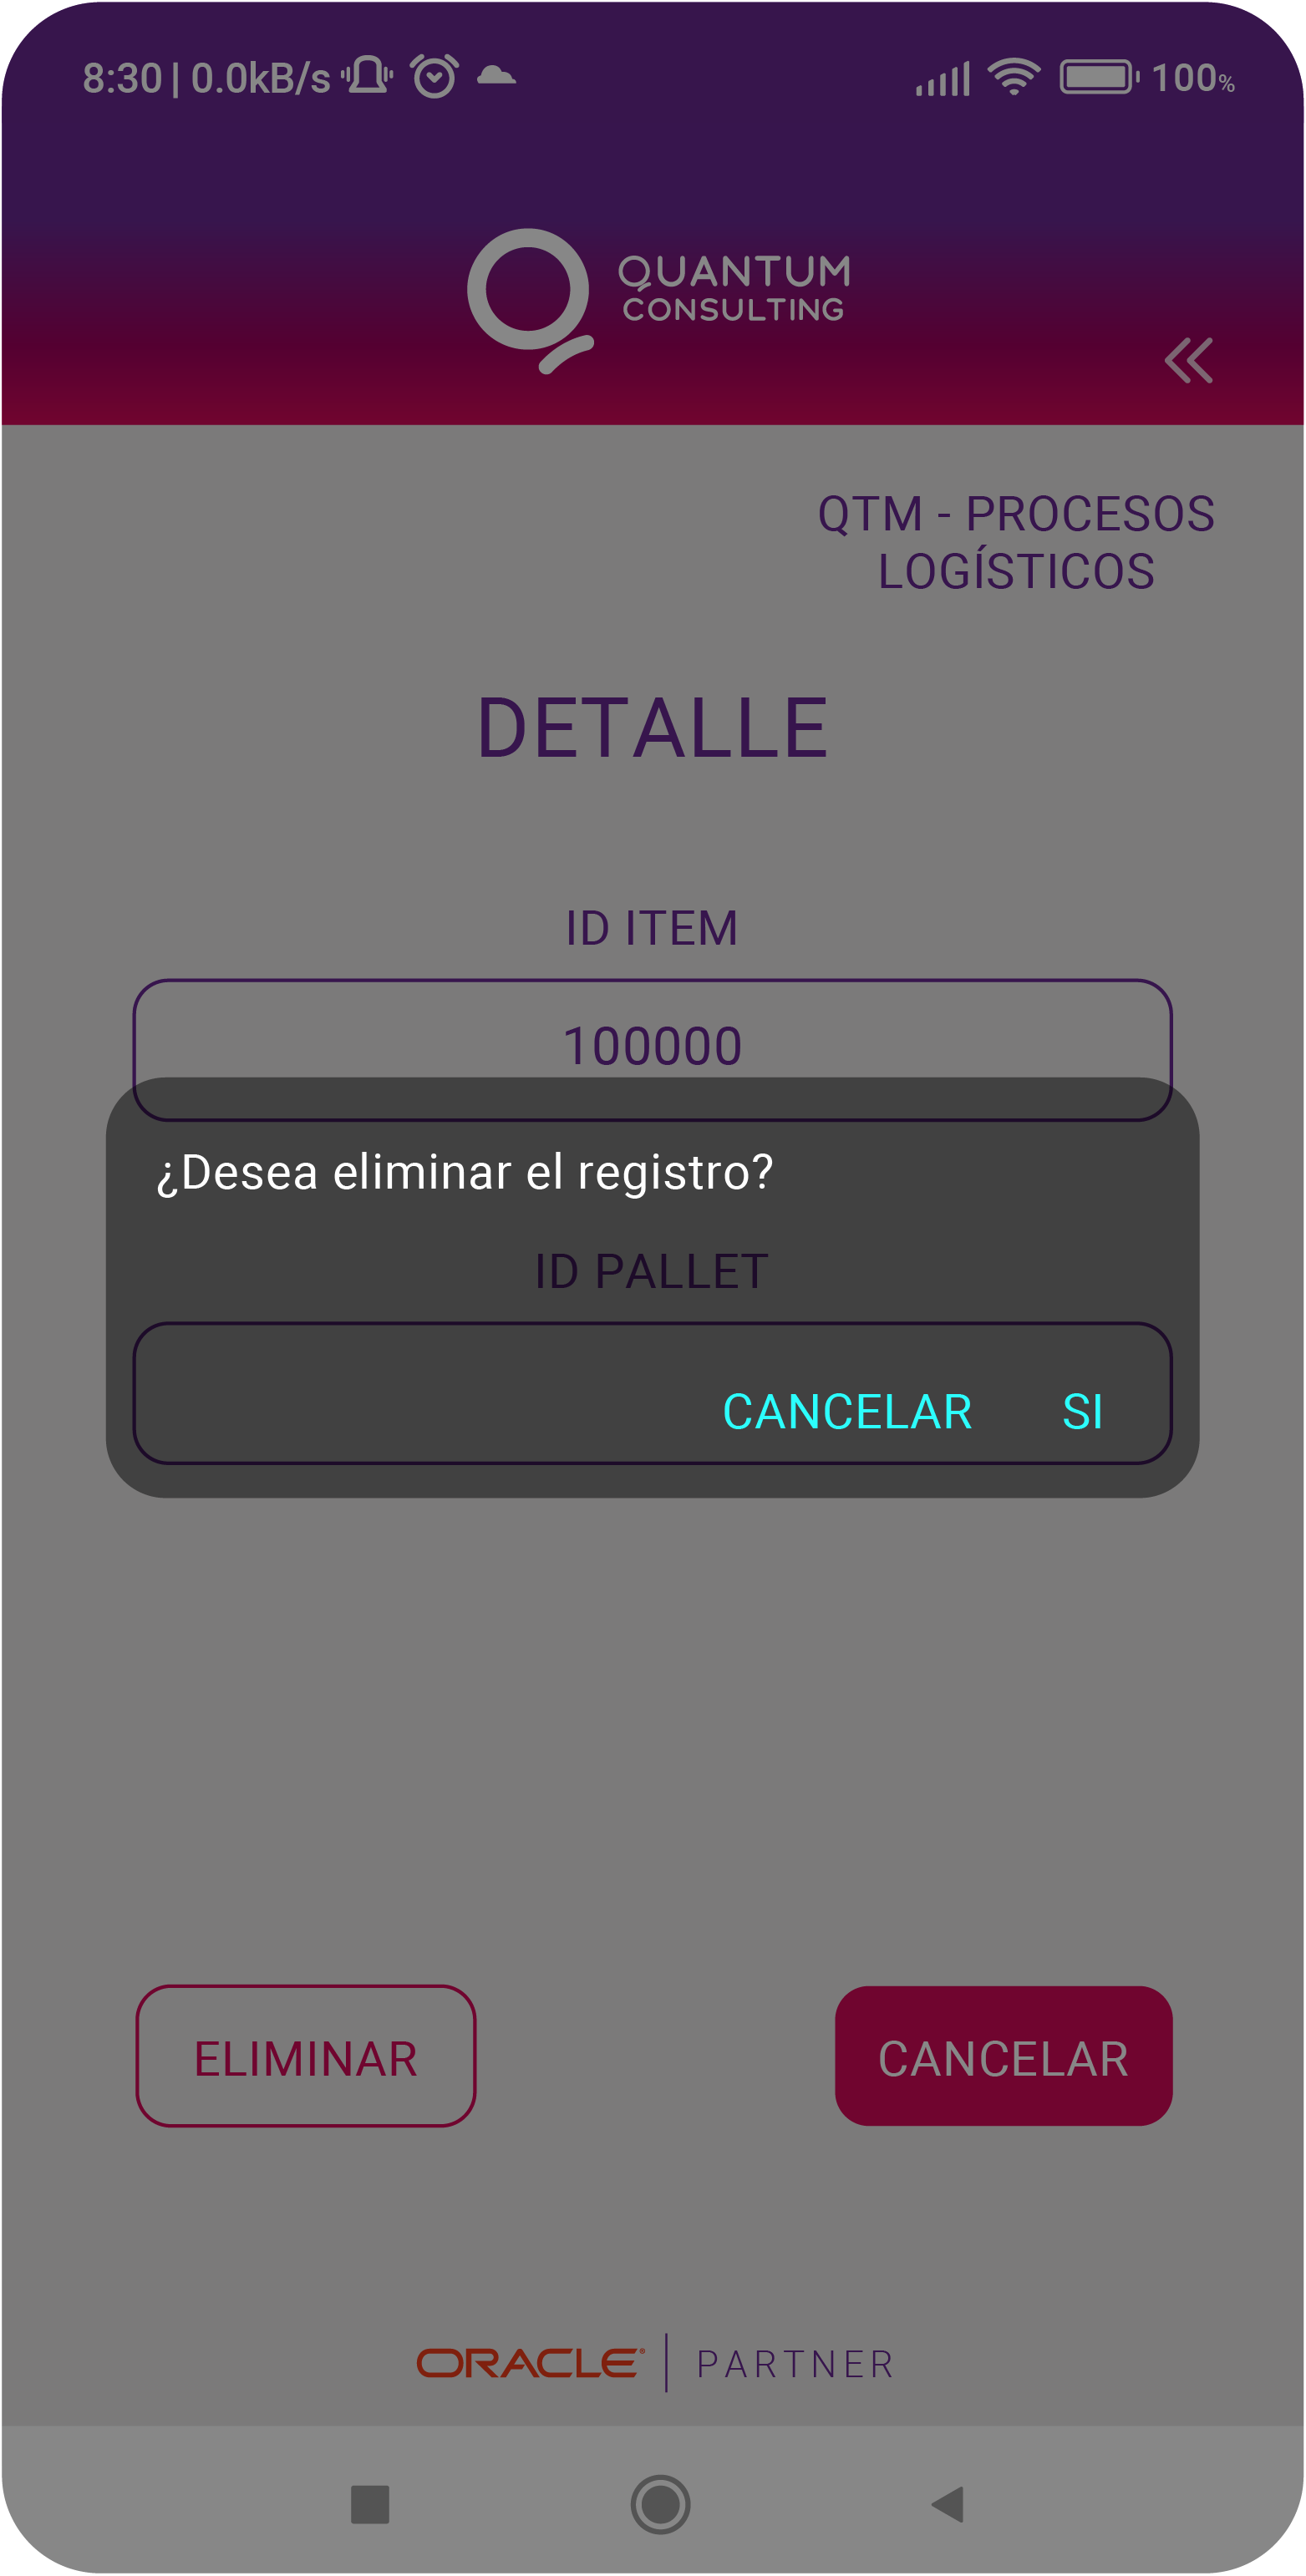 8:30 | 0.0kB/s 100%
QUANTUM
CONSULTING
QTM - PROCESOS
LOGÍSTICOS
DETALLE
ID ITEM
100000
¿Desea eliminar el registro?
ID PALLET
CANCELAR SI
ELIMINAR CANCELAR
ORACLE® | PARTNER